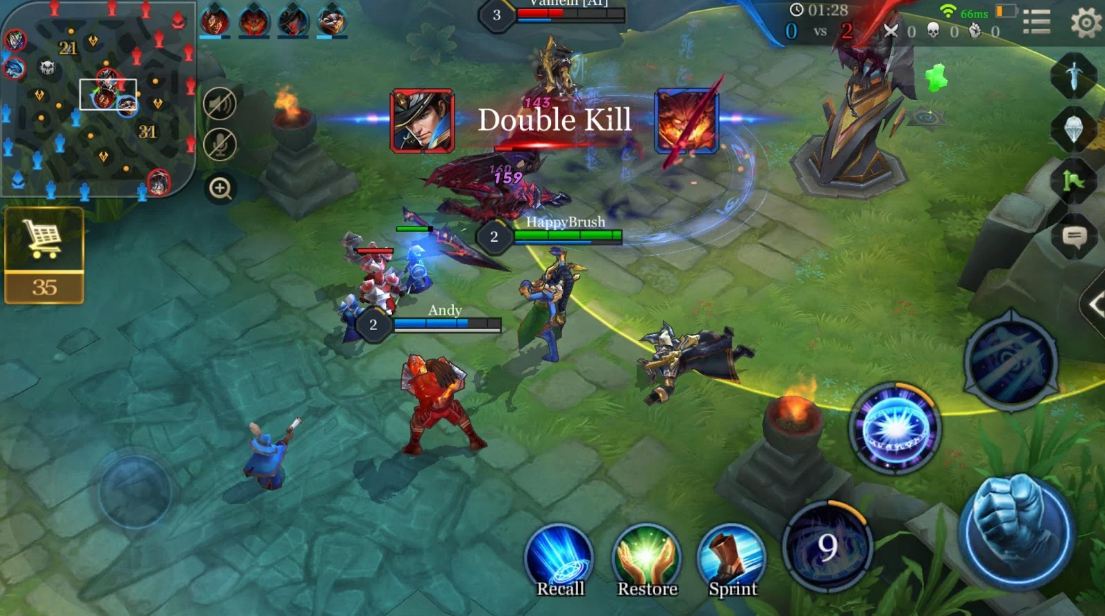 3
Valhein [AI]
01:28
66ms
0 vs 2
0 0 0
21
31
143
Double Kill
159
HappyBrush
2
35
Andy
2
9
Recall
Restore
Sprint